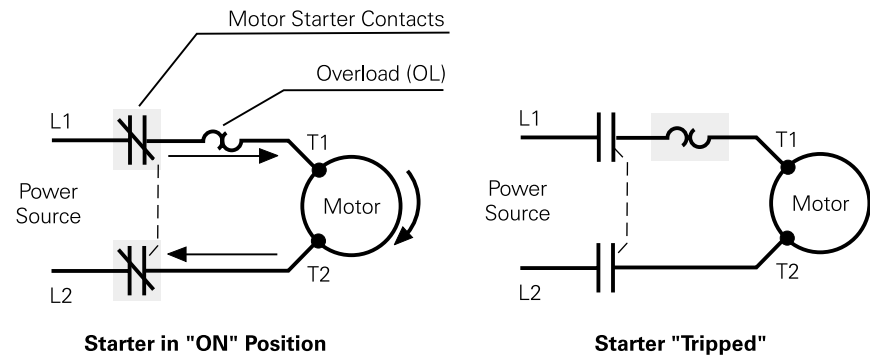 Motor Starter Contacts
Overload (OL)
L1
T1
Power
Source
Motor
T2
L2
Starter in "ON" Position
L1
T1
Power
Source
Motor
T2
L2
Starter "Tripped"